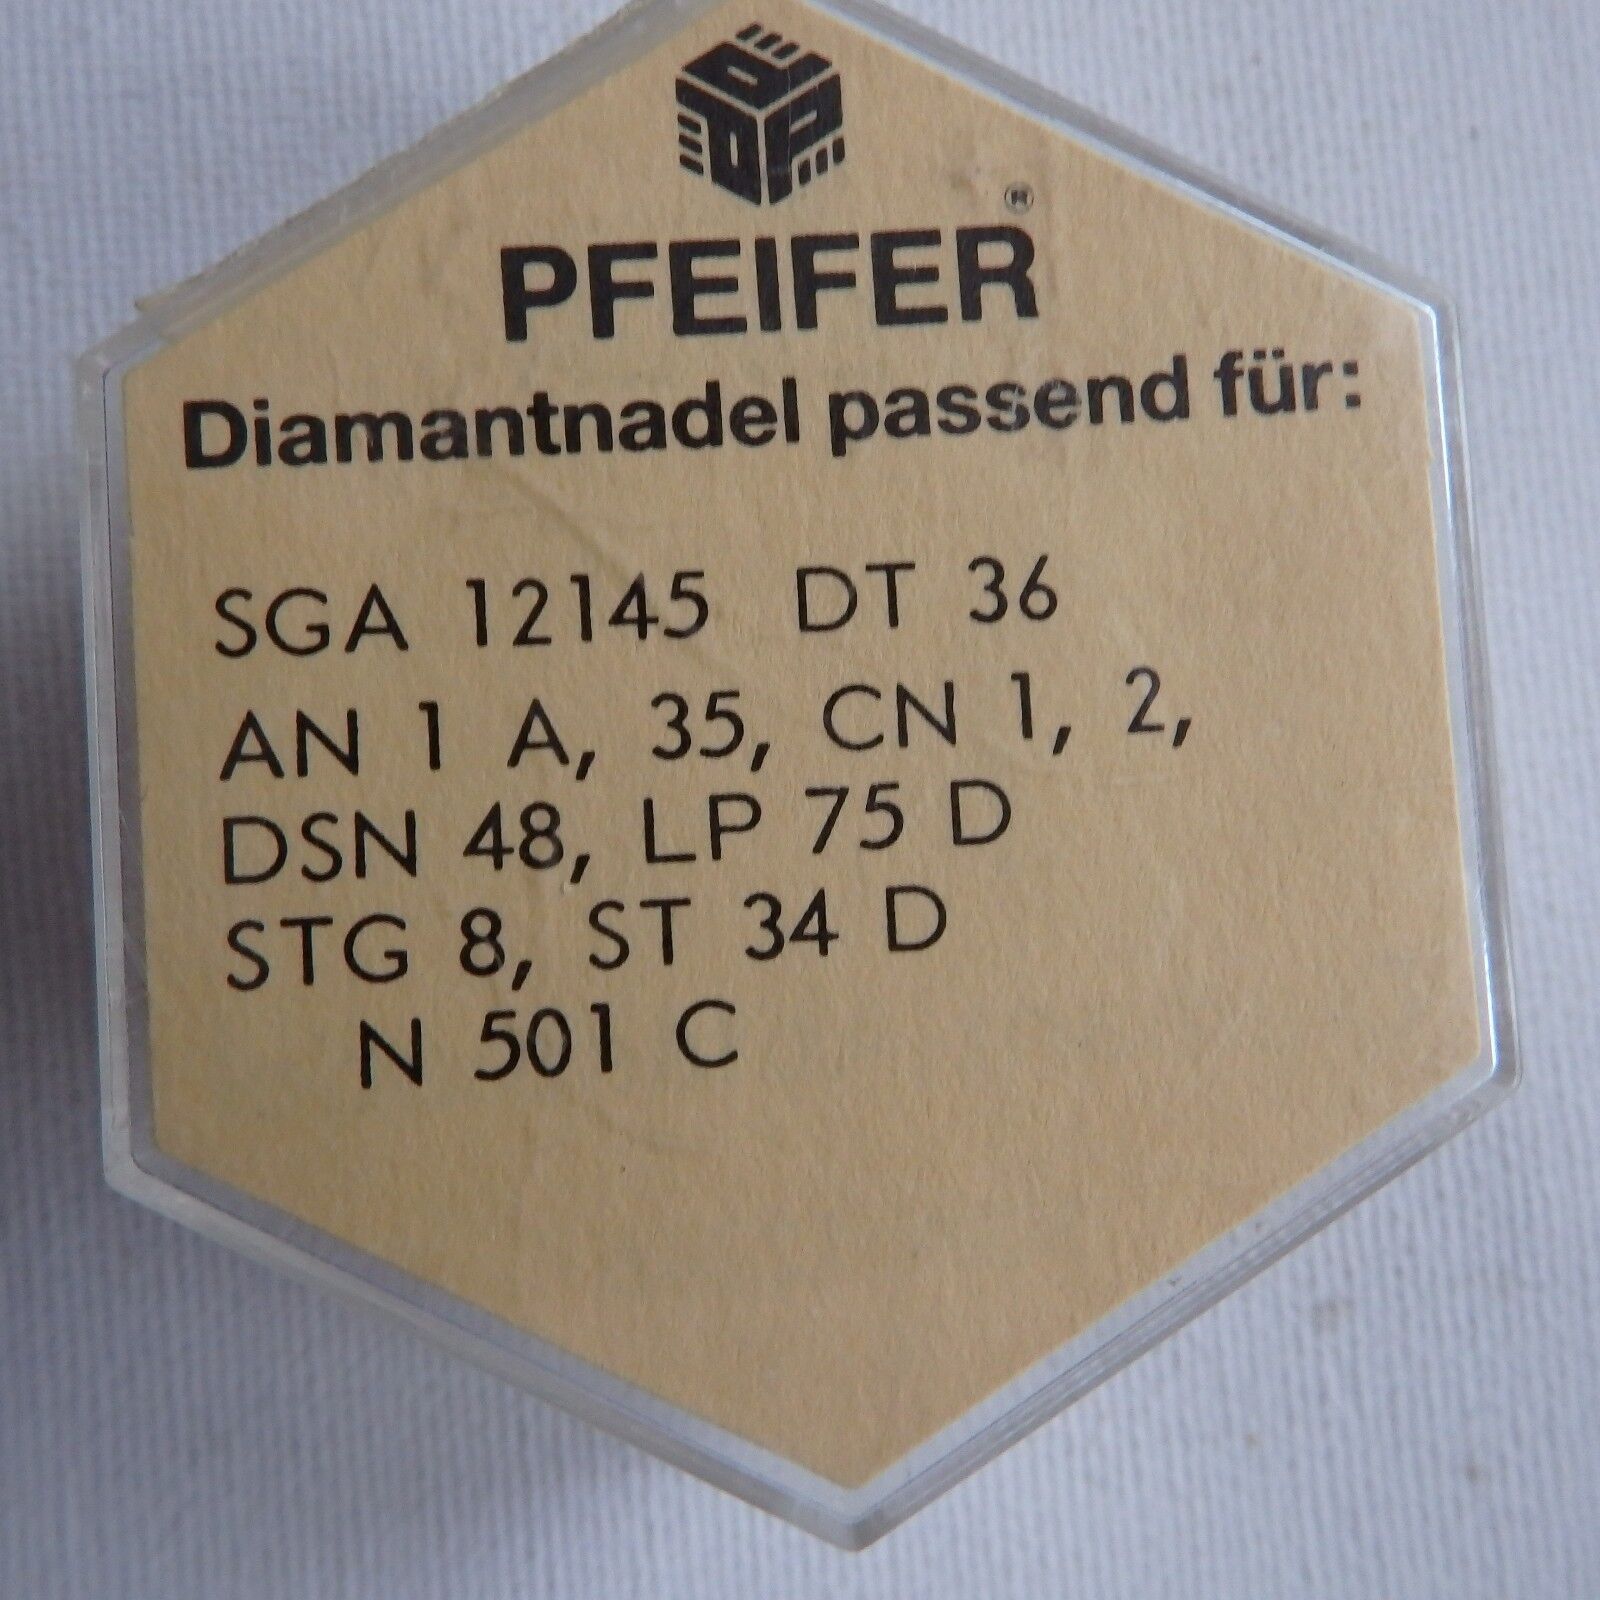 PFEIFER ®
Diamantnadel passend für:
SGA 12145 DT 36
AN 1 A, 35, CN 1, 2,
DSN 48, LP 75 D
STG 8, ST 34 D
N 501 C